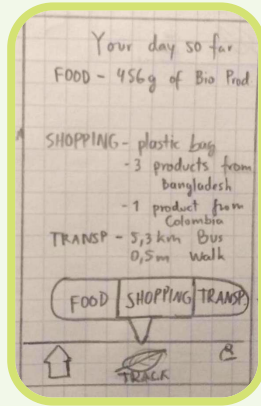 Your day so far
FOOD - 456g of Bio Prod
SHOPPING - plastic bag
- 3 products from
Bangladesh
- 1 product from
Colombia
TRANSP - 5,3 km Bus
0,5m Walk
FOOD SHOPPING TRANSP.
TRACK